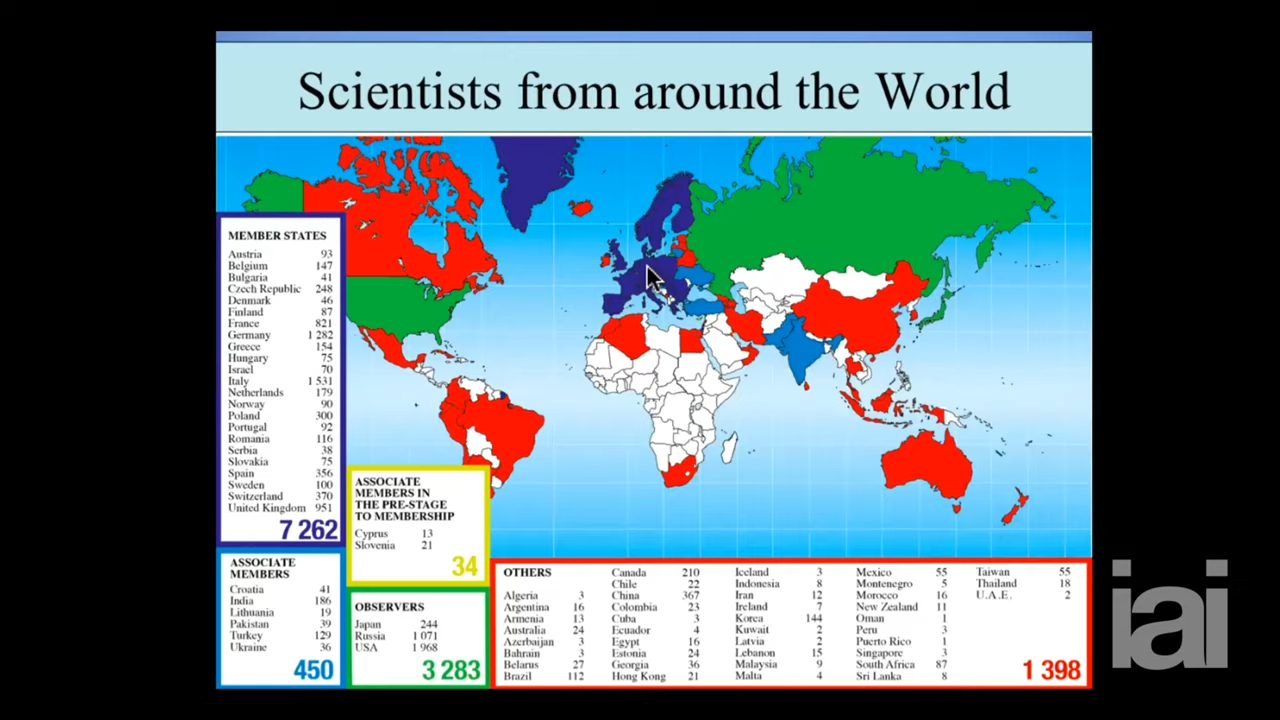 Scientists from around the World
MEMBER STATES
Austria 93
Belgium 147
Bulgaria 41
Czech Republic 248
Denmark 46
Finland 87
France 821
Germany 1 282
Greece 154
Hungary 75
Israel 70
Italy 1 531
Netherlands 179
Norway 90
Poland 300
Portugal 92
Romania 116
Serbia 38
Slovakia 75
Spain 356
Sweden 100
Switzerland 370
United Kingdom 951
7 262
ASSOCIATE
MEMBERS
Croatia 41
India 186
Lithuania 19
Pakistan 39
Turkey 129
Ukraine 36
450
ASSOCIATE
MEMBERS IN
THE PRE-STAGE
TO MEMBERSHIP
Cyprus 13
Slovenia 21
34
OBSERVERS
Japan 244
Russia 1 071
USA 1 968
3 283
OTHERS
Algeria 3
Argentina 16
Armenia 13
Australia 24
Azerbaijan 3
Bahrain 3
Belarus 27
Brazil 112
Canada 210
Chile 22
China 367
Colombia 23
Cuba 3
Ecuador 4
Egypt 16
Estonia 24
Georgia 36
Hong Kong 21
Iceland 3
Indonesia 8
Iran 12
Ireland 7
Korea 144
Kuwait 2
Latvia 2
Lebanon 15
Malaysia 9
Malta 4
Mexico 55
Montenegro 5
Morocco 16
New Zealand 11
Oman 1
Peru 3
Puerto Rico 1
Singapore 3
South Africa 87
Sri Lanka 8
Taiwan 55
Thailand 18
U.A.E. 2
1 398
iai